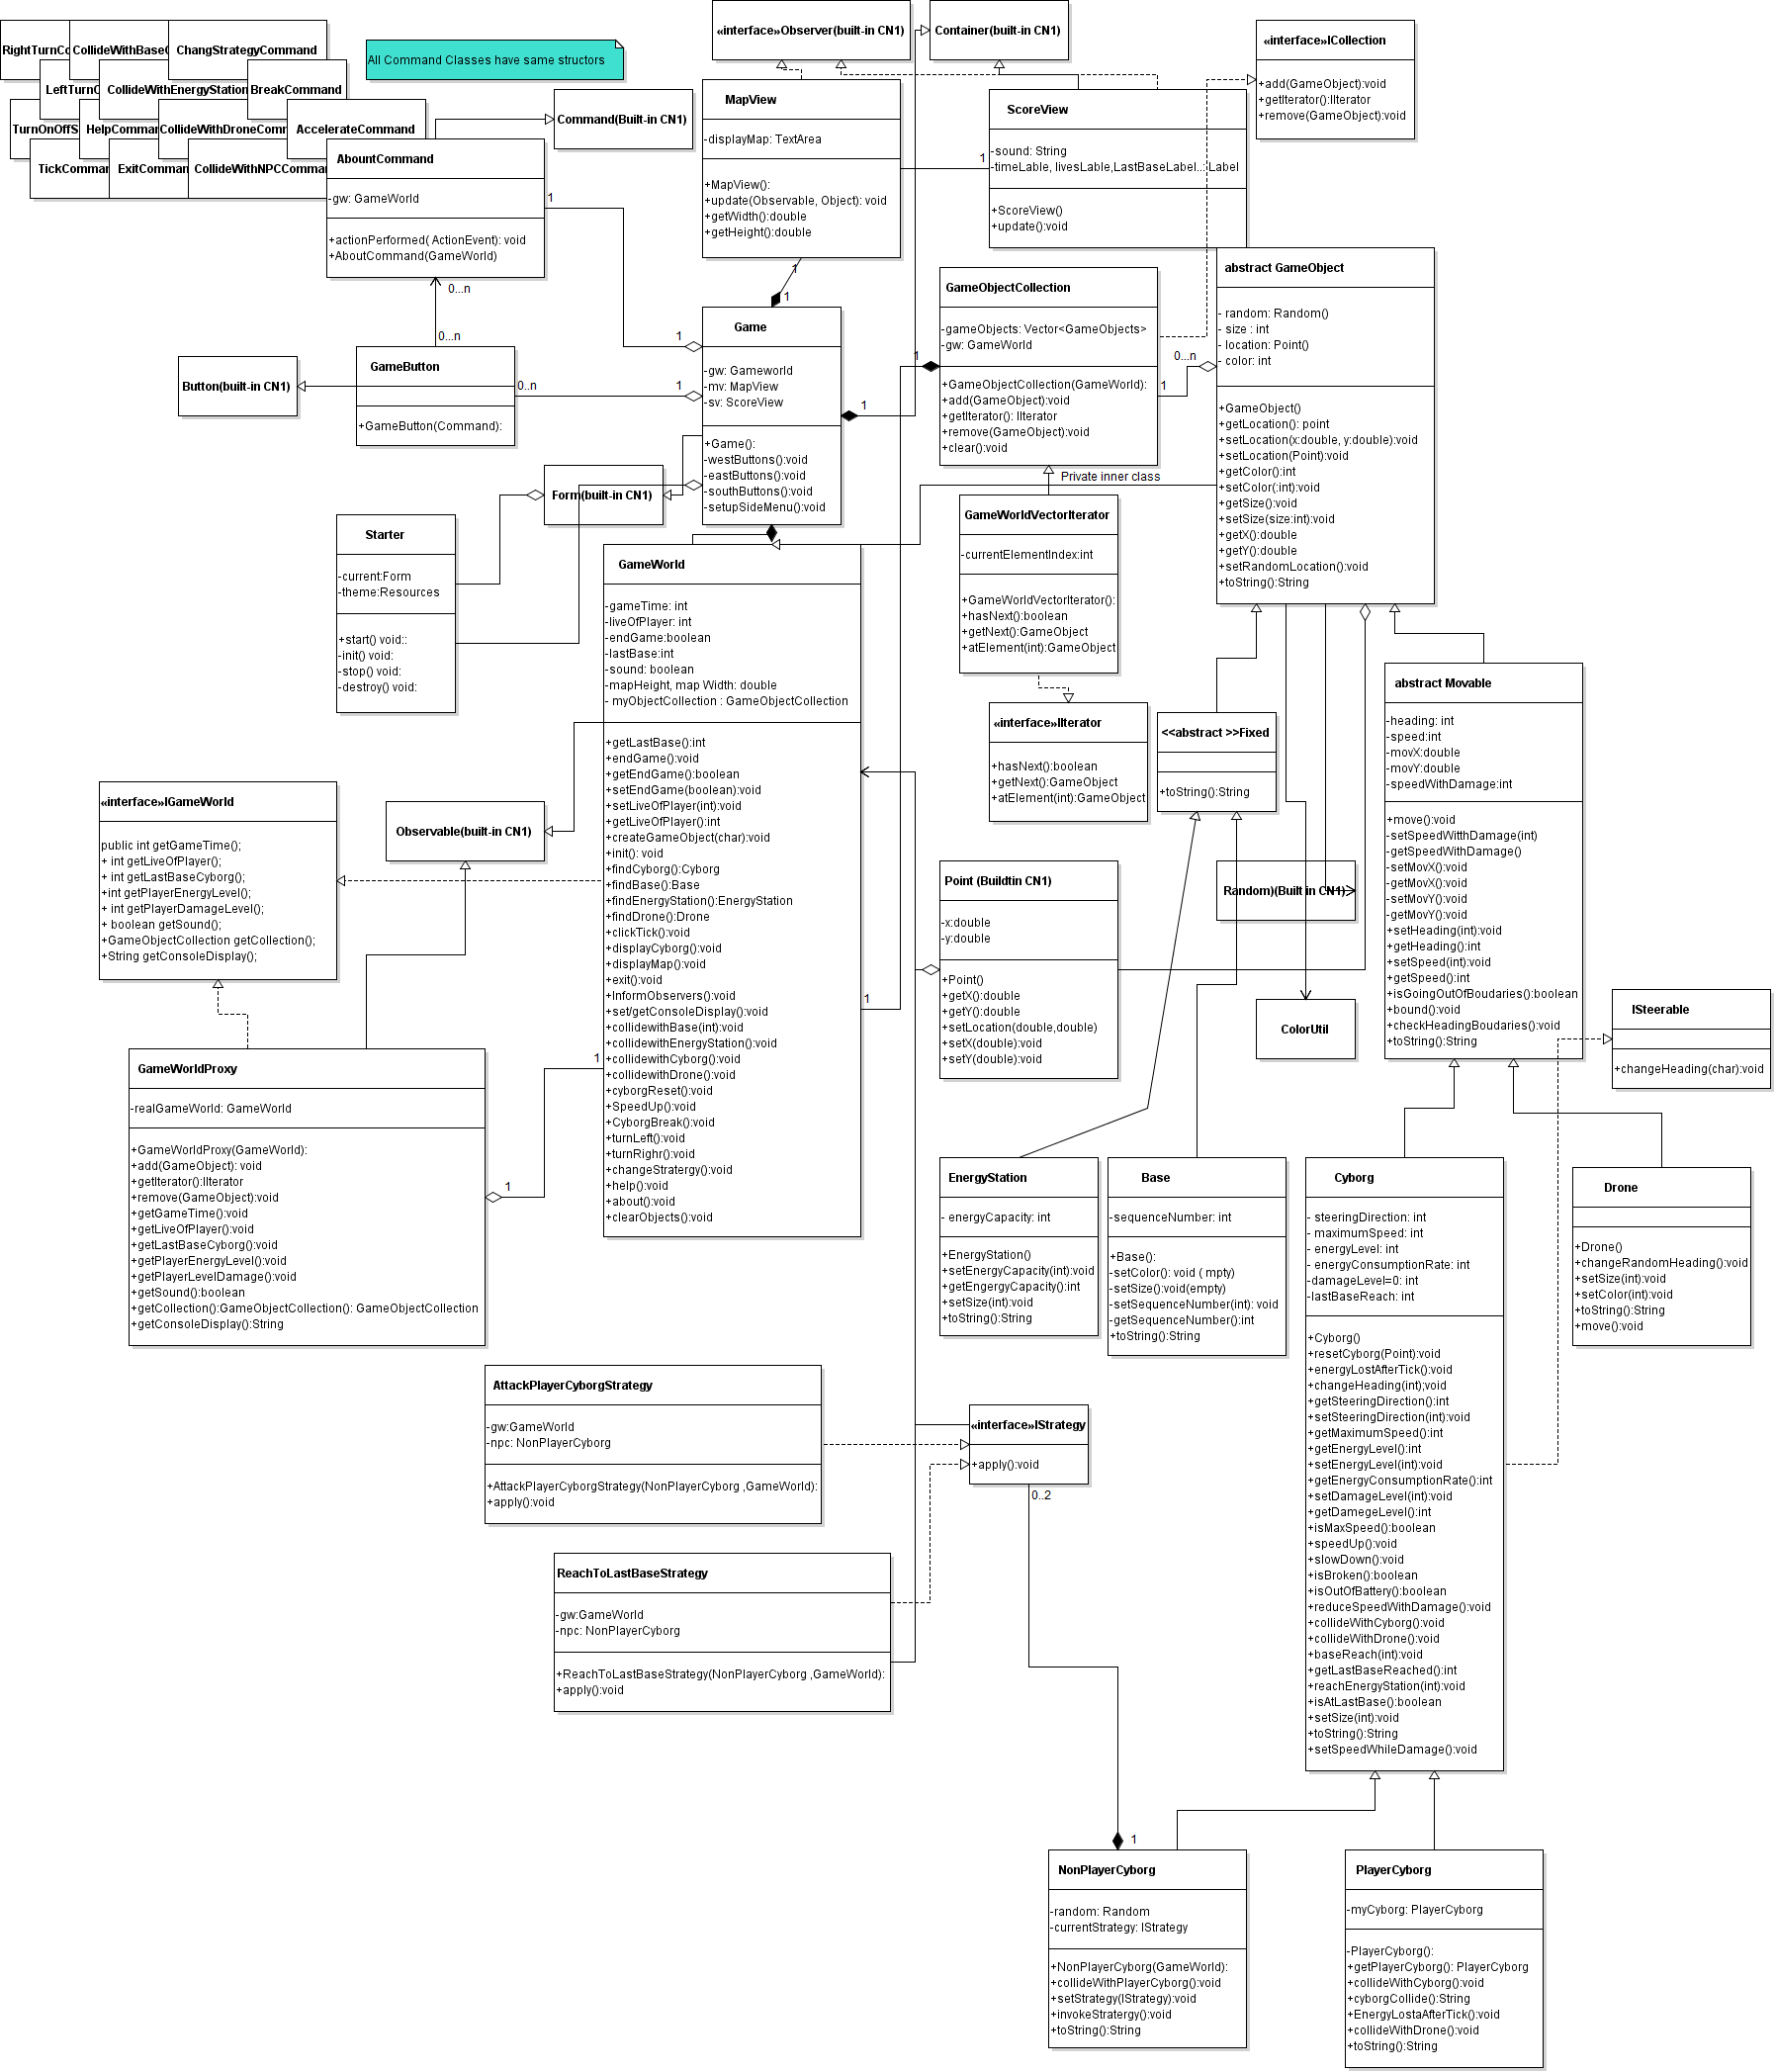 RightTurnCo
CollideWithBaseC
ChangStrategyCommand
LeftTurnC
CollideWithEnergyStation
BreakCommand
TurnOnOffS
HelpComman
CollideWithDroneComm
AccelerateCommand
TickComman
ExitComman
CollideWithNPCComman
All Command Classes have same structors
Command(Built-in CN1)
AbountCommand
-gw: GameWorld
+actionPerformed( ActionEvent): void
+AboutCommand(GameWorld)
1
0...n
0...n
Button(built-in CN1)
GameButton
+GameButton(Command):
0..n
1
1
«interface»Observer(built-in CN1)
Container(built-in CN1)
«interface»ICollection
+add(GameObject):void
+getIterator():IIterator
+remove(GameObject):void
MapView
-displayMap: TextArea
+MapView():
+update(Observable, Object): void
+getWidth():double
+getHeight():double
1
1
1
ScoreView
-sound: String
-timeLable, livesLable,LastBaseLabel..: Label
+ScoreView()
+update():void
Game
-gw: Gameworld
-mv: MapView
-sv: ScoreView
+Game():
-westButtons():void
-eastButtons():void
-southButtons():void
-setupSideMenu():void
1
1
GameObjectCollection
-gameObjects: Vector<GameObjects>
-gw: GameWorld
+GameObjectCollection(GameWorld):
+add(GameObject):void
+getIterator(): IIterator
+remove(GameObject):void
+clear():void
0...n
1
Private inner class
abstract GameObject
- random: Random()
- size : int
- location: Point()
- color: int
+GameObject()
+getLocation(): point
+setLocation(x:double, y:double):void
+setLocation(Point):void
+getColor():int
+setColor(:int):void
+getSize():void
+setSize(size:int):void
+getX():double
+getY():double
+setRandomLocation():void
+toString():String
Form(built-in CN1)
Starter
-current:Form
-theme:Resources
+start() void::
-init() void:
-stop() void:
-destroy() void:
GameWorldVectorIterator
-currentElementIndex:int
+GameWorldVectorIterator():
+hasNext():boolean
+getNext():GameObject
+atElement(int):GameObject
«interface»IIterator
+hasNext():boolean
+getNext():GameObject
+atElement(int):GameObject
GameWorld
-gameTime: int
-liveOfPlayer: int
-endGame:boolean
-lastBase:int
-sound: boolean
-mapHeight, map Width: double
- myObjectCollection : GameObjectCollection
+getLastBase():int
+endGame():void
+getEndGame():boolean
+setEndGame(boolean):void
+setLiveOfPlayer(int):void
+getLiveOfPlayer():int
+createGameObject(char):void
+init(): void
+findCyborg():Cyborg
+findBase():Base
+findEnergyStation():EnergyStation
+findDrone():Drone
+clickTick():void
+displayCyborg():void
+displayMap():void
+exit():void
+InformObservers():void
+set/getConsoleDisplay():void
+collidewithBase(int):void
+collidewithEnergyStation():void
+collidewithCyborg():void
+collidewithDrone():void
+cyborgReset():void
+SpeedUp():void
+CyborgBreak():void
+turnLeft():void
+turnRighr():void
+changeStratergy():void
+help():void
+about():void
+clearObjects():void
1
1
1
<<abstract >>Fixed
+toString():String
abstract Movable
-heading: int
-speed:int
-movX:double
-movY:double
-speedWithDamage:int
+move():void
-setSpeedWitthDamage(int)
-getSpeedWithDamage()
-setMovX():void
-getMovX():void
-setMovY():void
-getMovY():void
+setHeading(int):void
+getHeading():int
+setSpeed(int):void
+getSpeed():int
+isGoingOutOfBoudaries():boolean
+bound():void
+checkHeadingBoudaries():void
+toString():String
«interface»IGameWorld
public int getGameTime();
+ int getLiveOfPlayer();
+ int getLastBaseCyborg();
+int getPlayerEnergyLevel();
+ int getPlayerDamageLevel();
+ boolean getSound();
+GameObjectCollection getCollection();
+String getConsoleDisplay;
Observable(built-in CN1)
Point (Buildtin CN1)
-x:double
-y:double
+Point()
+getX():double
+getY():double
+setLocation(double,double)
+setX(double):void
+setY(double):void
Random)(Built in CN1)
ColorUtil
ISteerable
+changeHeading(char):void
GameWorldProxy
-realGameWorld: GameWorld
+GameWorldProxy(GameWorld):
+add(GameObject): void
+getIterator():IIterator
+remove(GameObject):void
+getGameTime():void
+getLiveOfPlayer():void
+getLastBaseCyborg():void
+getPlayerEnergyLevel():void
+getPlayerLevelDamage():void
+getSound():boolean
+getCollection():GameObjectCollection(): GameObjectCollection
+getConsoleDisplay():String
EnergyStation
- energyCapacity: int
+EnergyStation()
+setEnergyCapacity(int):void
+getEngergyCapacity():int
+setSize(int):void
+toString():String
Base
-sequenceNumber: int
+Base():
-setColor(): void ( mpty)
-setSize():void(empty)
-setSequenceNumber(int): void
-getSequenceNumber():int
+toString():String
Cyborg
- steeringDirection: int
- maximumSpeed: int
- energyLevel: int
- energyConsumptionRate: int
-damageLevel=0: int
-lastBaseReach: int
+Cyborg()
+resetCyborg(Point):void
+energyLostAfterTick():void
+changeHeading(int);void
+getSteeringDirection():int
+setSteeringDirection(int):void
+getMaximumSpeed():int
+getEnergyLevel():int
+setEnergyLevel(int):void
+getEnergyConsumptionRate():int
+setDamageLevel(int):void
+getDamegeLevel():int
+isMaxSpeed():boolean
+speedUp():void
+slowDown():void
+isBroken():boolean
+isOutOfBattery():boolean
+reduceSpeedWithDamage():void
+collideWithCyborg():void
+collideWithDrone():void
+baseReach(int):void
+getLastBaseReached():int
+reachEnergyStation(int):void
+isAtLastBase():boolean
+setSize(int):void
+toString():String
+setSpeedWhileDamage():void
Drone
+Drone()
+changeRandomHeading():void
+setSize(int):void
+setColor(int):void
+toString():String
+move():void
AttackPlayerCyborgStrategy
-gw:GameWorld
-npc: NonPlayerCyborg
+AttackPlayerCyborgStrategy(NonPlayerCyborg ,GameWorld):
+apply():void
«interface»IStrategy
+apply():void
0..2
ReachToLastBaseStrategy
-gw:GameWorld
-npc: NonPlayerCyborg
+ReachToLastBaseStrategy(NonPlayerCyborg ,GameWorld):
+apply():void
1
NonPlayerCyborg
-random: Random
-currentStrategy: IStrategy
+NonPlayerCyborg(GameWorld):
+collideWithPlayerCyborg():void
+setStrategy(IStrategy):void
+invokeStratergy():void
+toString():String
PlayerCyborg
-myCyborg: PlayerCyborg
-PlayerCyborg():
+getPlayerCyborg(): PlayerCyborg
+collideWithCyborg():void
+cyborgCollide():String
+EnergyLostaAfterTick():void
+collideWithDrone():void
+toString():String